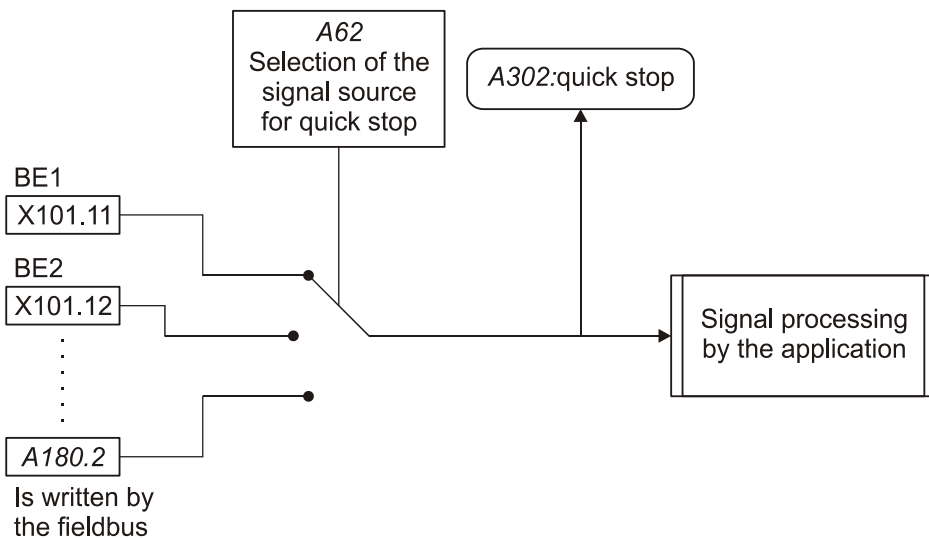 A62
Selection of the
signal source
for quick stop
A302:quick stop
BE1
X101.11
BE2
X101.12
Signal processing
by the application
A180.2
Is written by
the fieldbus